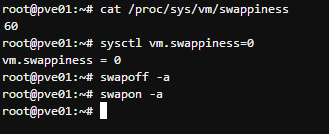 root@pve01:~# cat /proc/sys/vm/swappiness
60
root@pve01:~# sysctl vm.swappiness=0
vm.swappiness = 0
root@pve01:~# swapoff -a
root@pve01:~# swapon -a
root@pve01:~#